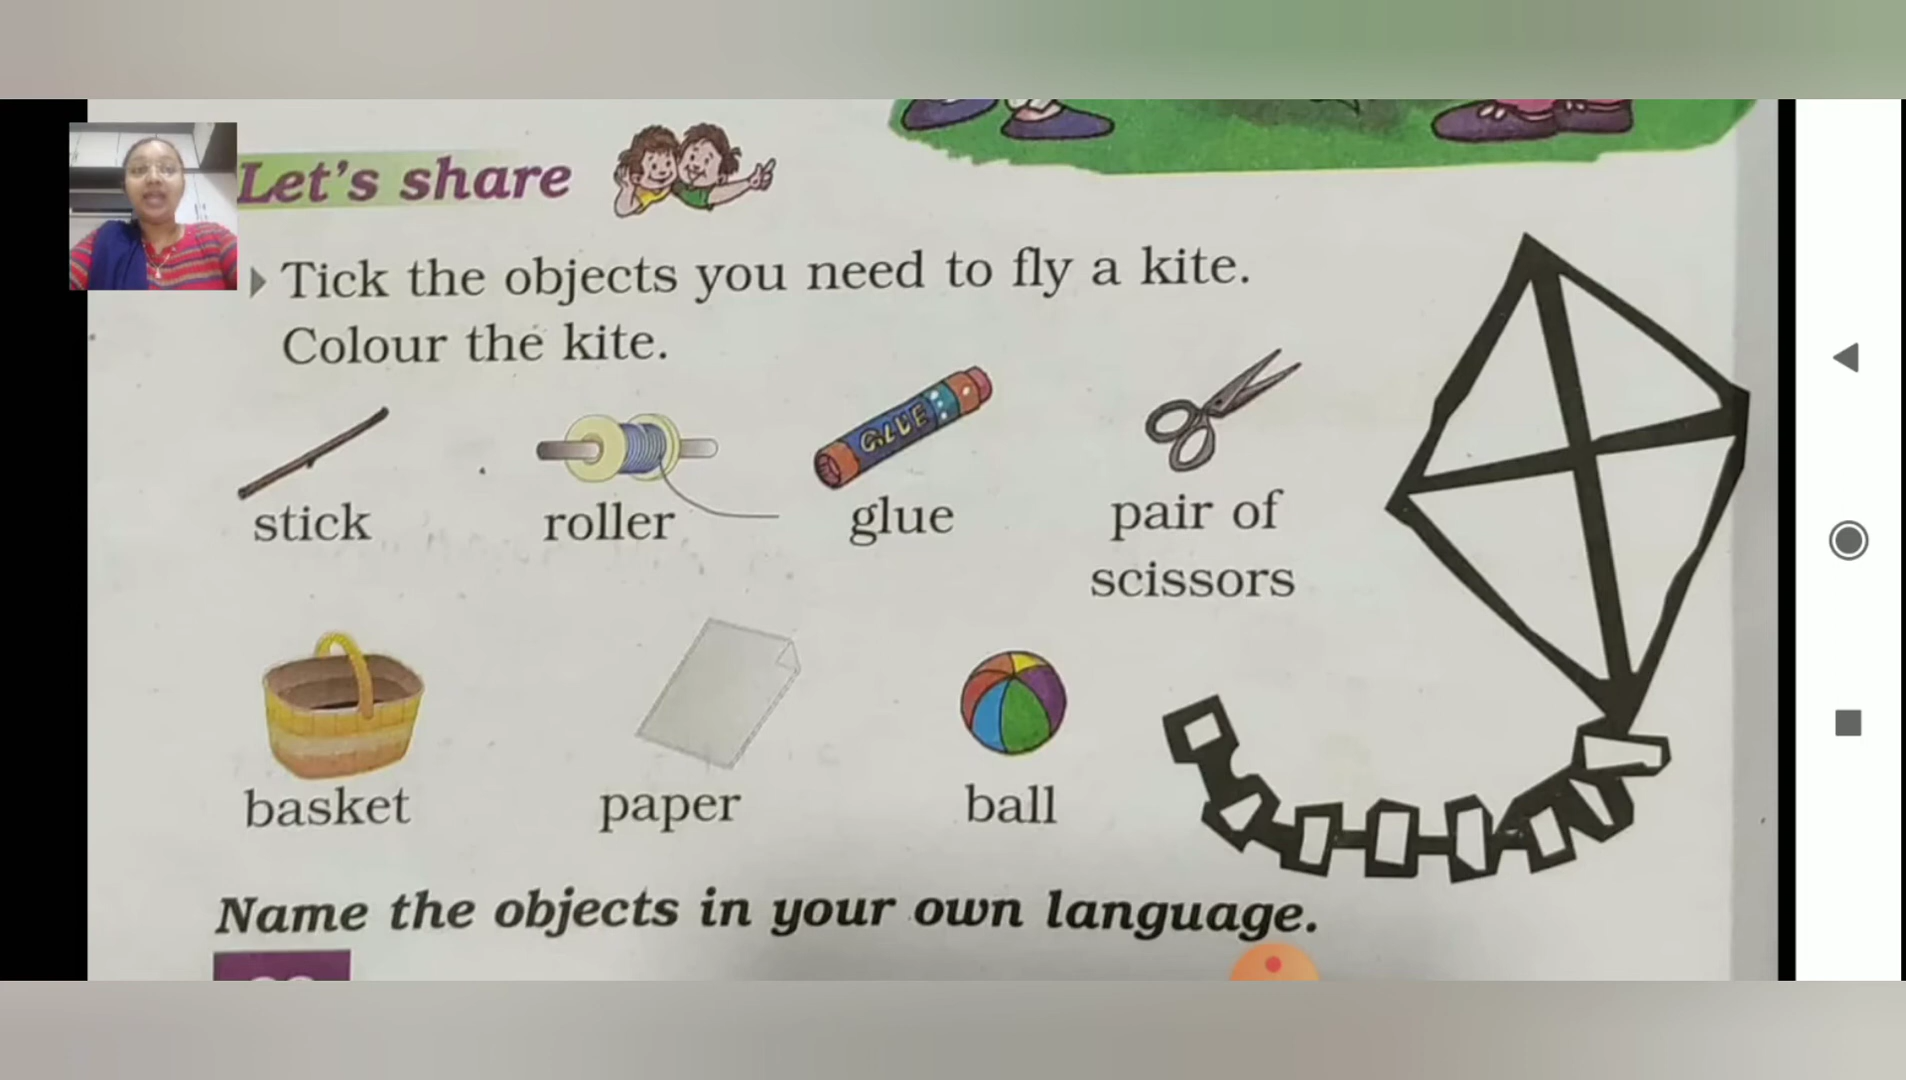 Let's share
Tick the objects you need to fly a kite.
Colour the kite.
GLUE
stick
roller
glue
pair of
scissors
basket
paper
ball
Name the objects in your own language.